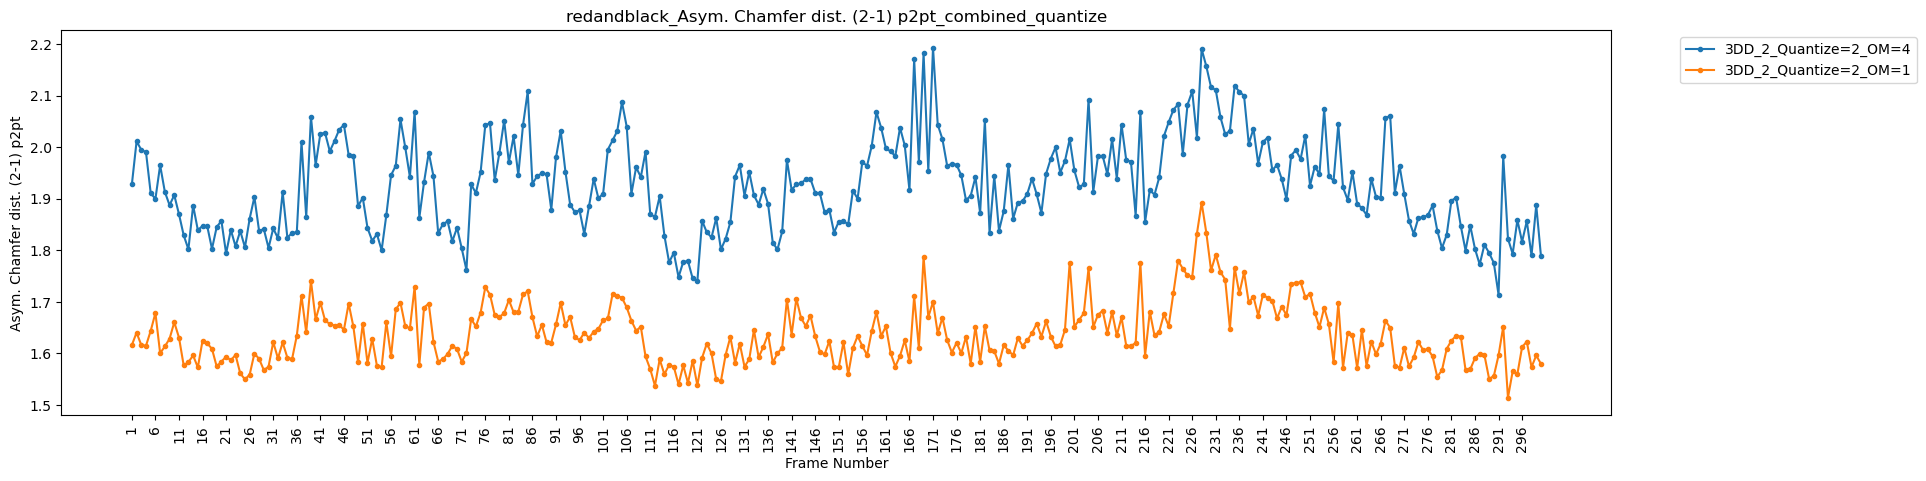 redandblack_Asym. Chamfer dist. (2-1) p2pt_combined_quantize
Asym. Chamfer dist. (2-1) p2pt
2.2
2.1
2.0
1.9
1.8
1.7
1.6
1.5
1 6 11 16 21 26 31 36 41 46 51 56 61 66 71 76 81 86 91 96 101 106 111 116 121 126 131 136 141 146 151 156 161 166 171 176 181 186 191 196 201 206 211 216 221 226 231 236 241 246 251 256 261 266 271 276 281 286 291 296
Frame Number
3DD_2_Quantize=2_OM=4
3DD_2_Quantize=2_OM=1